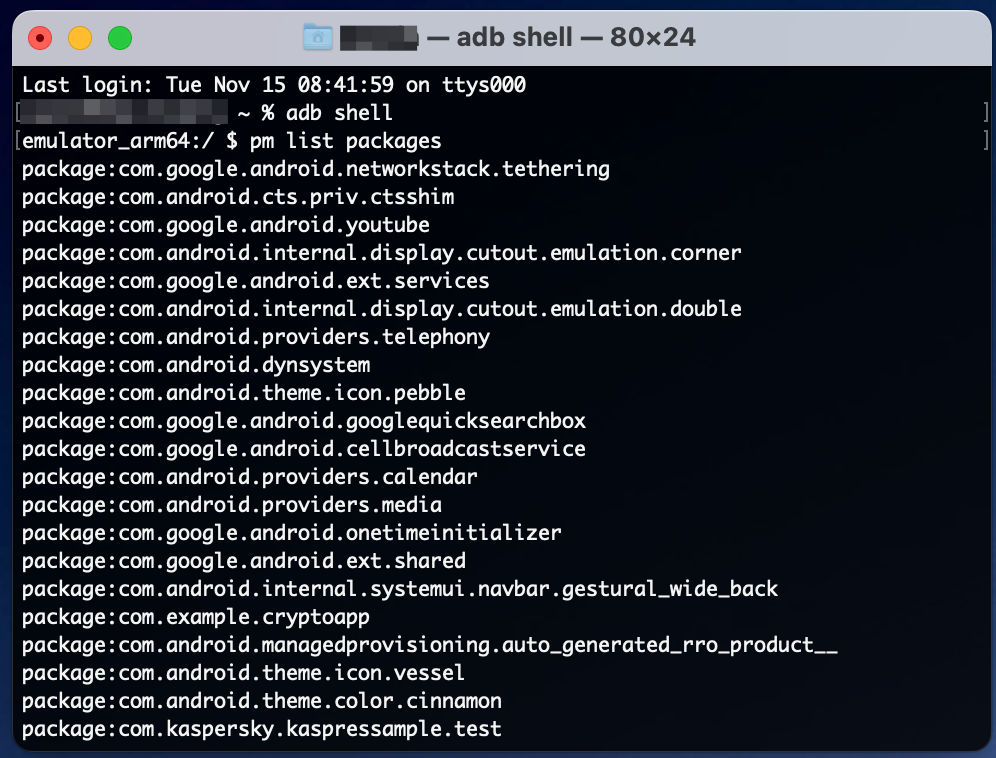 — adb shell — 80×24
Last login: Tue Nov 15 08:41:59 on ttys000
~ % adb shell
emulator_arm64:/ $ pm list packages
package:com.google.android.networkstack.tethering
package:com.android.cts.priv.ctsshim
package:com.google.android.youtube
package:com.android.internal.display.cutout.emulation.corner
package:com.google.android.ext.services
package:com.android.internal.display.cutout.emulation.double
package:com.android.providers.telephony
package:com.android.dynsystem
package:com.android.theme.icon.pebble
package:com.google.android.googlequicksearchbox
package:com.google.android.cellbroadcastservice
package:com.android.providers.calendar
package:com.android.providers.media
package:com.google.android.onetimeinitializer
package:com.google.android.ext.shared
package:com.android.internal.systemui.navbar.gestural_wide_back
package:com.example.cryptoapp
package:com.android.managedprovisioning.auto_generated_rro_product__
package:com.android.theme.icon.vessel
package:com.android.theme.color.cinnamon
package:com.kaspersky.kaspressample.test